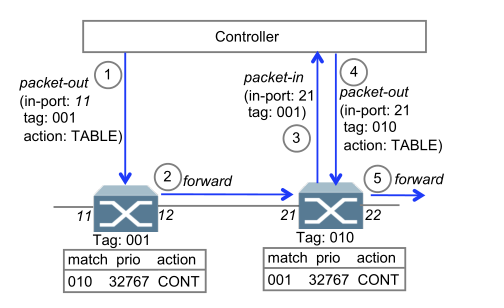 Controller
1
packet-out
(in-port: 11
tag: 001
action: TABLE)
packet-in
(in-port: 21
tag: 001)
3
4
packet-out
(in-port: 21
tag: 010
action: TABLE)
2 forward
5 forward
11 12
21 22
Tag: 001
match prio action
010 32767 CONT
Tag: 010
match prio action
001 32767 CONT